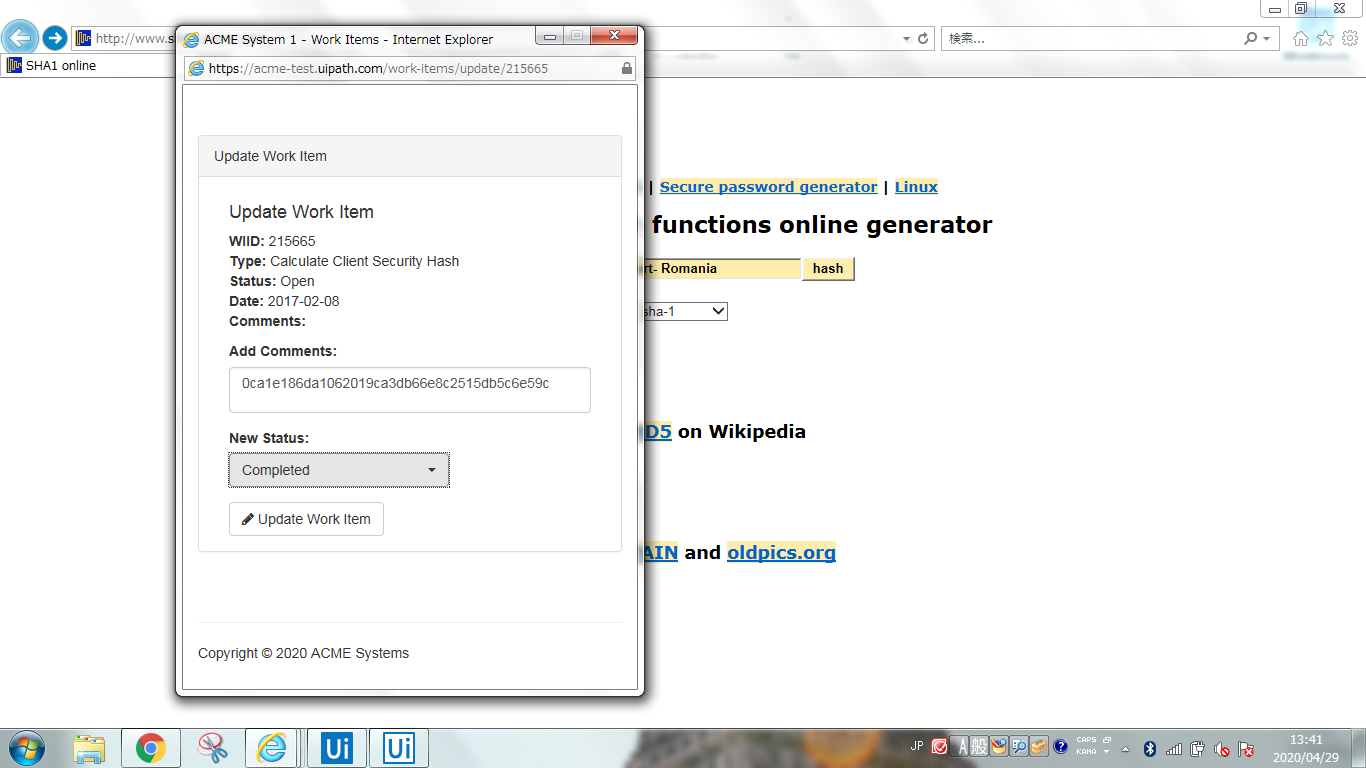 ACME System 1 - Work Items - Internet Explorer
http://www.s
検索...
https://acme-test.uipath.com/work-items/update/215665
SHA1 online
Update Work Item
| Secure password generator | Linux
Update Work Item
functions online generator
WIID: 215665
Type: Calculate Client Security Hash
rt- Romania
hash
Status: Open
Date: 2017-02-08
sha-1
Comments:
Add Comments:
0ca1e186da1062019ca3db66e8c2515db5c6e59c
New Status:
D5 on Wikipedia
Completed
Update Work Item
AIN and oldpics.org
Copyright © 2020 ACME Systems
Ui
Ui
JP
A般
CAPS
KANA
13:41
2020/04/29